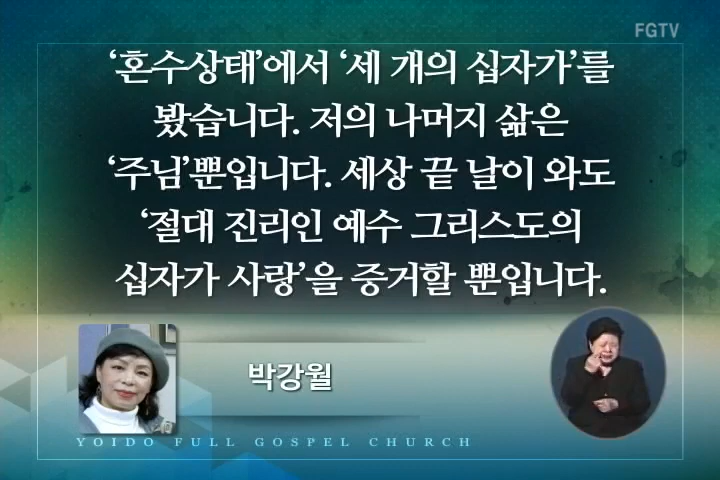 FGTV
‘혼수상태’에서 ‘세 개의 십자가’를
봤습니다. 저의 나머지 삶은
‘주님’뿐입니다. 세상 끝 날이 와도
‘절대 진리인 예수 그리스도의
십자가 사랑’을 증거할 뿐입니다.
박강월
YOIDO FULL GOSPEL CHURCH